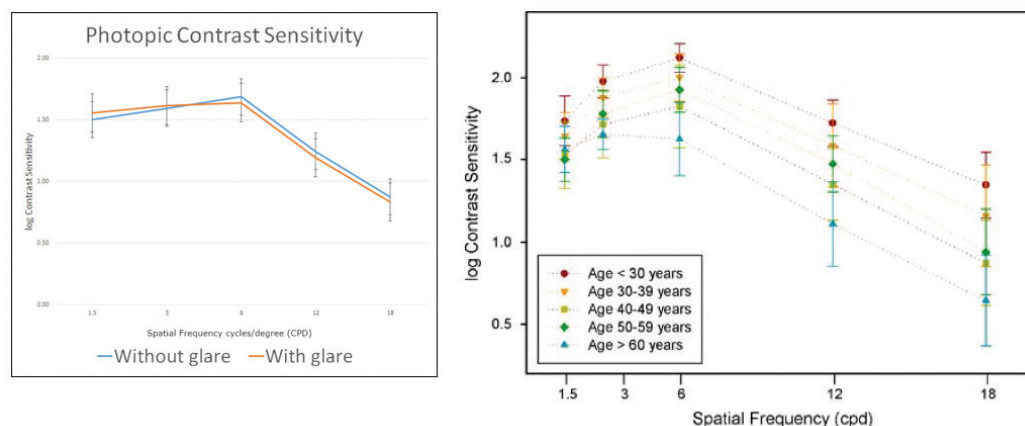 Photopic Contrast Sensitivity
2.00
1.50
1.00
0.50
0.00
log Contrast Sensitivity
1.5 3 6 12 18
Spatial Frequency cycles/degree (CPD)
Without glare With glare
2.0
1.5
1.0
0.5
log Contrast Sensitivity
Age < 30 years
Age 30-39 years
Age 40-49 years
Age 50-59 years
Age > 60 years
1.5 3 6 12 18
Spatial Frequency (cpd)